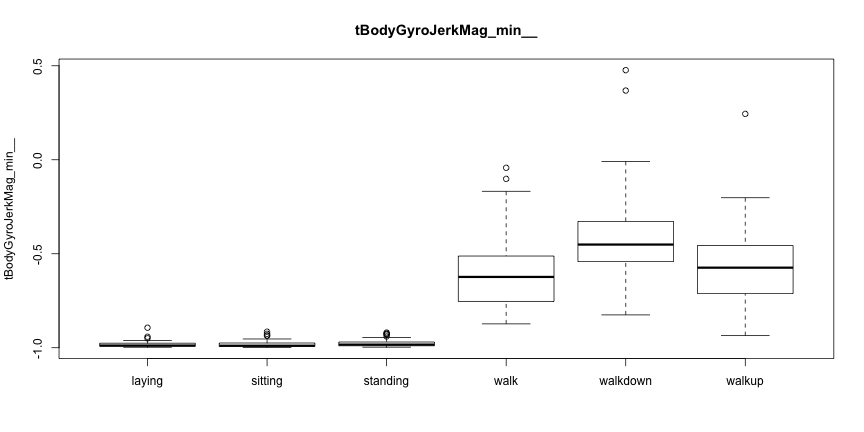 tBodyGyroJerkMag_min__
tBodyGyroJerkMag_min__
0.5
0.0
-0.5
-1.0
laying sitting standing walk walkdown walkup